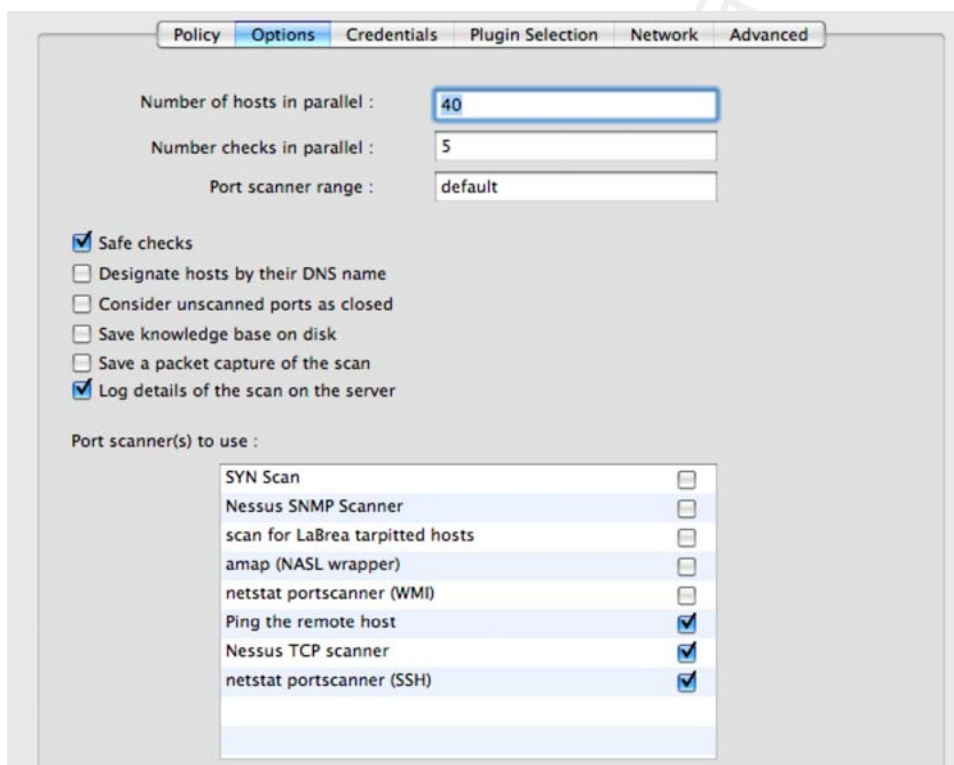 Policy Options Credentials Plugin Selection Network Advanced
Number of hosts in parallel : 40
Number checks in parallel : 5
Port scanner range : default
Safe checks
Designate hosts by their DNS name
Consider unscanned ports as closed
Save knowledge base on disk
Save a packet capture of the scan
Log details of the scan on the server
Port scanner(s) to use :
SYN Scan
Nessus SNMP Scanner
scan for LaBrea tarpitted hosts
amap (NASL wrapper)
netstat portscanner (WMI)
Ping the remote host
Nessus TCP scanner
netstat portscanner (SSH)